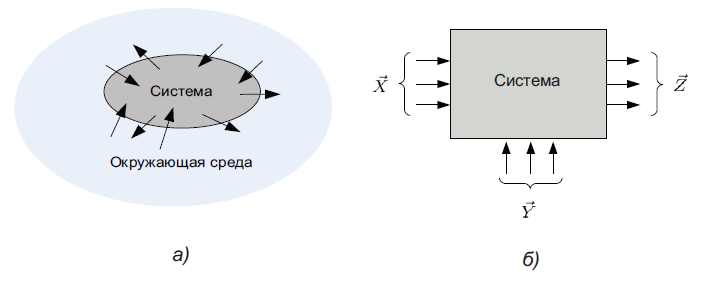 Система
Окружающая среда
а)
X⃗
Система
Z⃗
Y⃗
б)